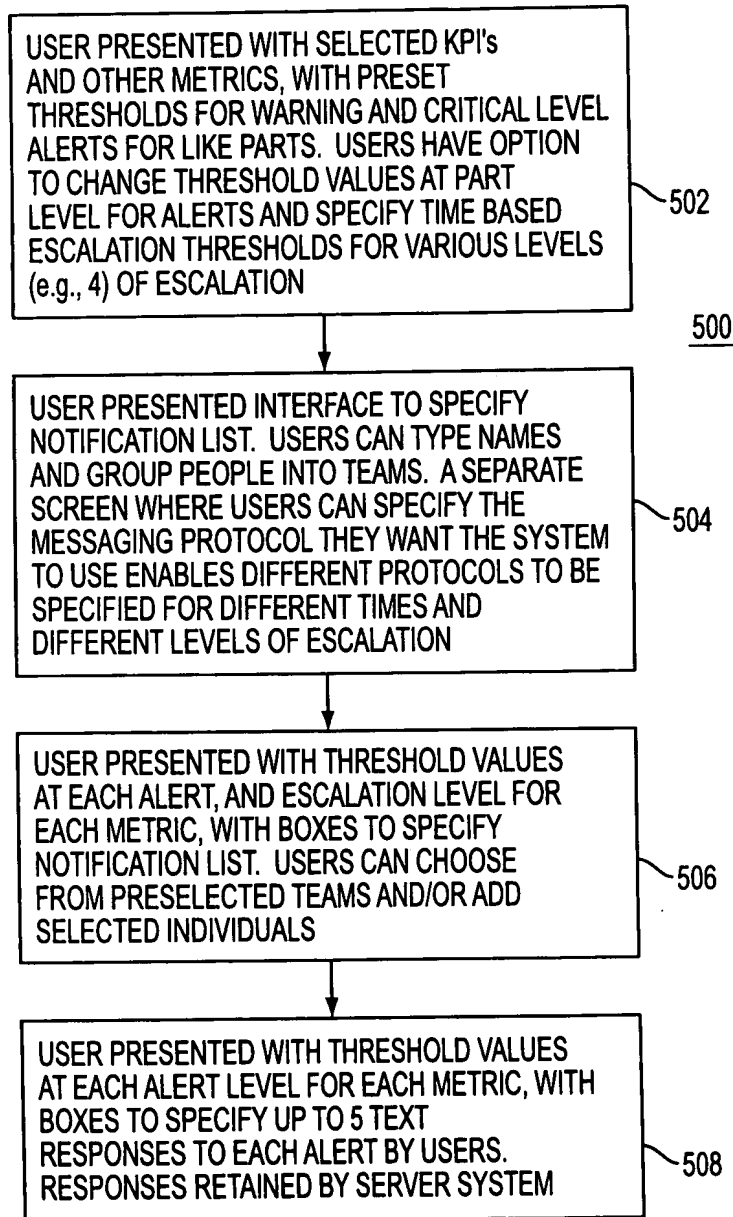 USER PRESENTED WITH SELECTED KPI's
AND OTHER METRICS, WITH PRESET
THRESHOLDS FOR WARNING AND CRITICAL LEVEL
ALERTS FOR LIKE PARTS. USERS HAVE OPTION
TO CHANGE THRESHOLD VALUES AT PART
LEVEL FOR ALERTS AND SPECIFY TIME BASED
ESCALATION THRESHOLDS FOR VARIOUS LEVELS
(e.g., 4) OF ESCALATION
502
500
USER PRESENTED INTERFACE TO SPECIFY
NOTIFICATION LIST. USERS CAN TYPE NAMES
AND GROUP PEOPLE INTO TEAMS. A SEPARATE
SCREEN WHERE USERS CAN SPECIFY THE
MESSAGING PROTOCOL THEY WANT THE SYSTEM
TO USE ENABLES DIFFERENT PROTOCOLS TO BE
SPECIFIED FOR DIFFERENT TIMES AND
DIFFERENT LEVELS OF ESCALATION
504
USER PRESENTED WITH THRESHOLD VALUES
AT EACH ALERT, AND ESCALATION LEVEL FOR
EACH METRIC, WITH BOXES TO SPECIFY
NOTIFICATION LIST. USERS CAN CHOOSE
FROM PRESELECTED TEAMS AND/OR ADD
SELECTED INDIVIDUALS
506
USER PRESENTED WITH THRESHOLD VALUES
AT EACH ALERT LEVEL FOR EACH METRIC, WITH
BOXES TO SPECIFY UP TO 5 TEXT
RESPONSES TO EACH ALERT BY USERS.
RESPONSES RETAINED BY SERVER SYSTEM
508